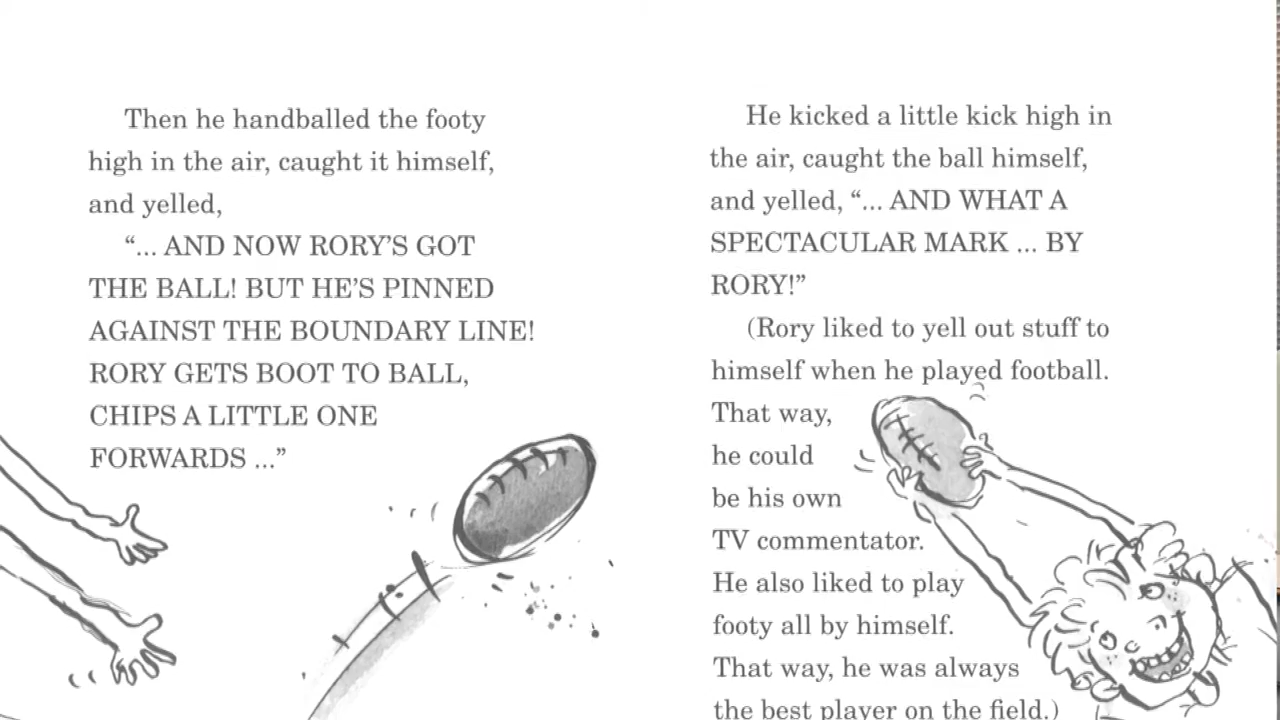 Then he handballed the footy
high in the air, caught it himself,
and yelled,
“... AND NOW RORY’S GOT
THE BALL! BUT HE’S PINNED
AGAINST THE BOUNDARY LINE!
RORY GETS BOOT TO BALL,
CHIPS A LITTLE ONE
FORWARDS ...”
He kicked a little kick high in
the air, caught the ball himself,
and yelled, “... AND WHAT A
SPECTACULAR MARK ... BY
RORY!”
(Rory liked to yell out stuff to
himself when he played football.
That way,
he could
be his own
TV commentator.
He also liked to play
footy all by himself.
That way, he was always
the best player on the field.)